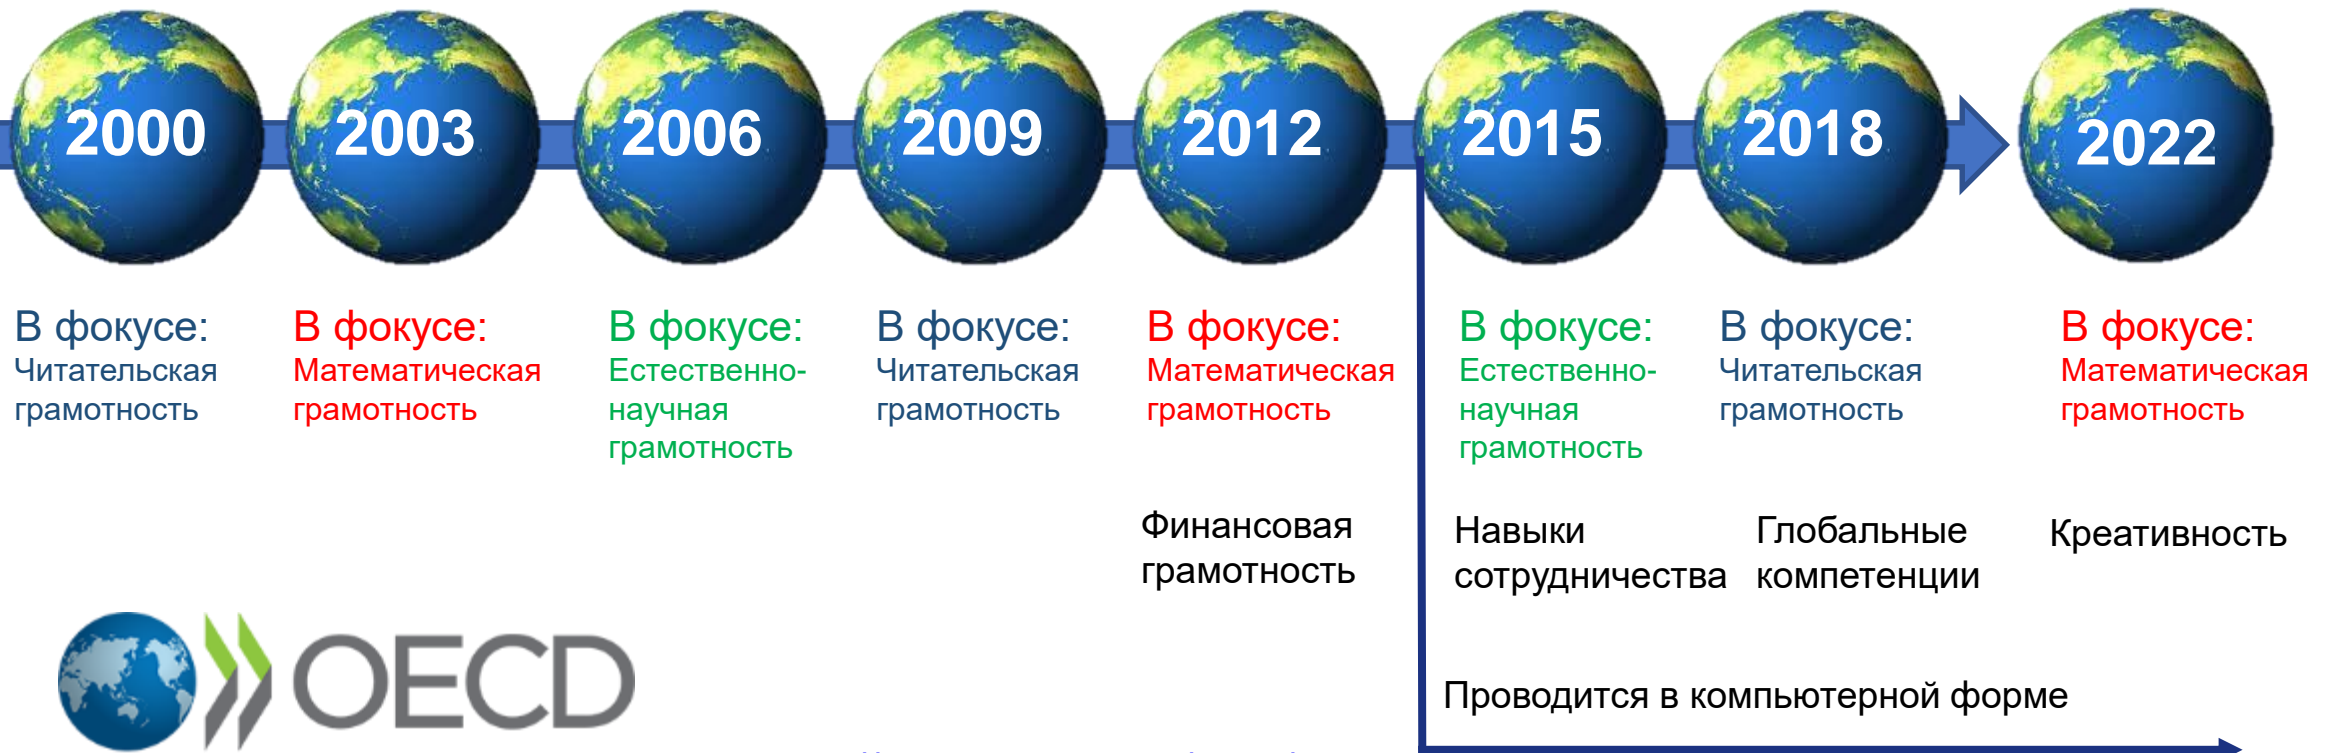 2000
2003
2006
2009
2012
2015
2018
2022
В фокусе:
Читательская
грамотность
В фокусе:
Математическая
грамотность
В фокусе:
Естественно-
научная
грамотность
В фокусе:
Читательская
грамотность
В фокусе:
Математическая
грамотность
В фокусе:
Естественно-
научная
грамотность
В фокусе:
Читательская
грамотность
В фокусе:
Математическая
грамотность
Финансовая
грамотность
Навыки
сотрудничества
Глобальные
компетенции
Креативность
OECD
Проводится в компьютерной форме